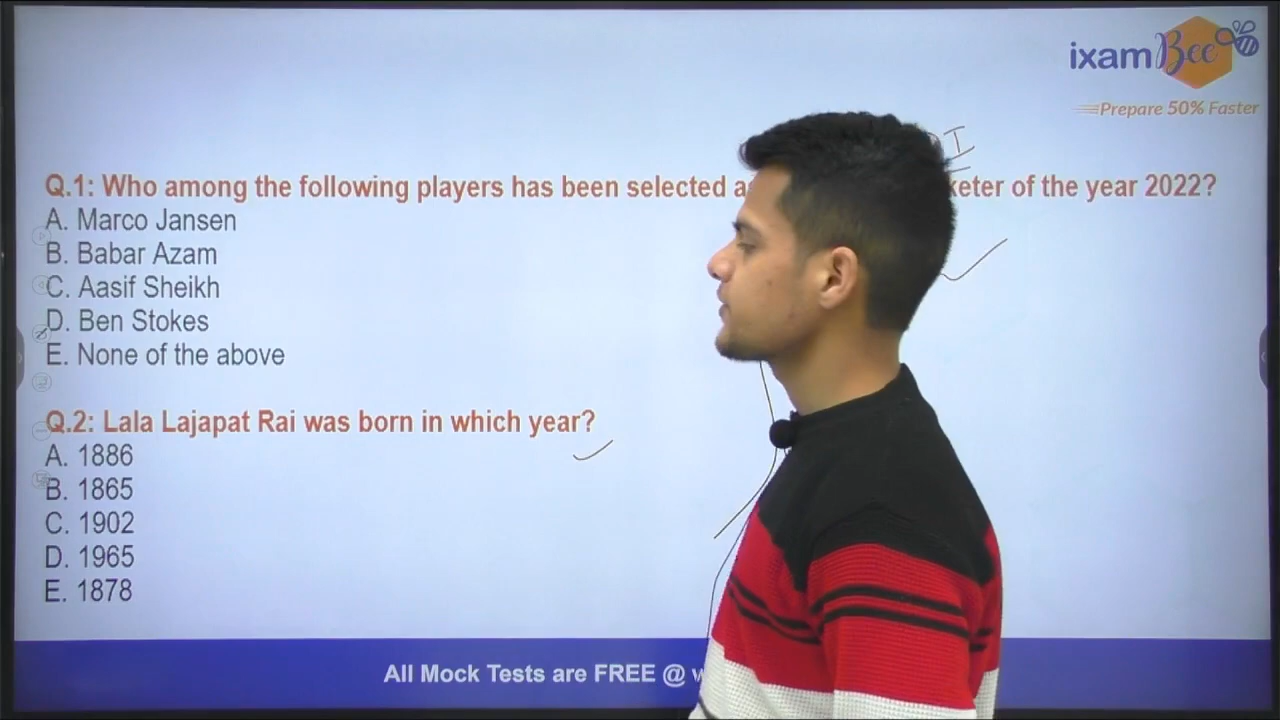 ixamBee
Prepare 50% Faster
I
Q.1: Who among the following players has been selected a keter of the year 2022?
A. Marco Jansen
B. Babar Azam
C. Aasif Sheikh
D. Ben Stokes
E. None of the above
Q.2: Lala Lajapat Rai was born in which year?
A. 1886
B. 1865
C. 1902
D. 1965
E. 1878
All Mock Tests are FREE @